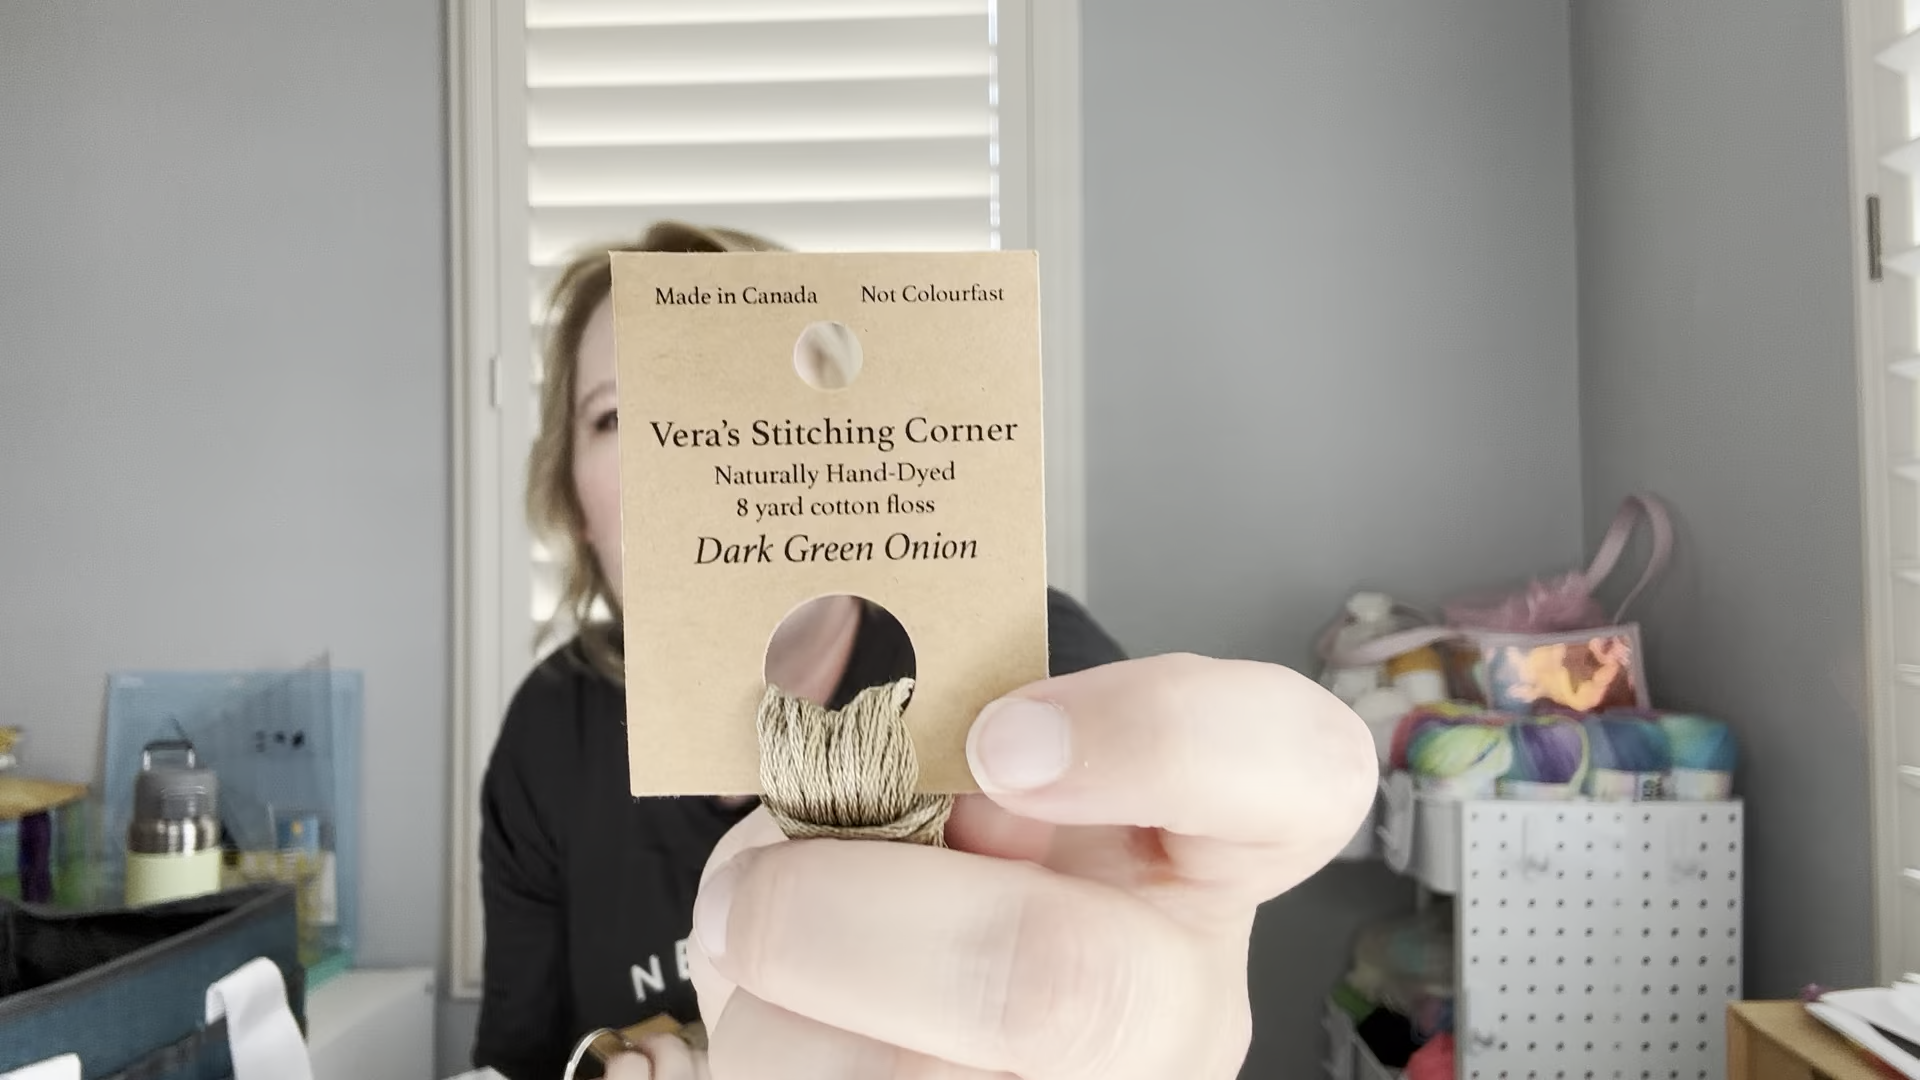 Made in Canada Not Colourfast
Vera's Stitching Corner
Naturally Hand-Dyed
8 yard cotton floss
Dark Green Onion